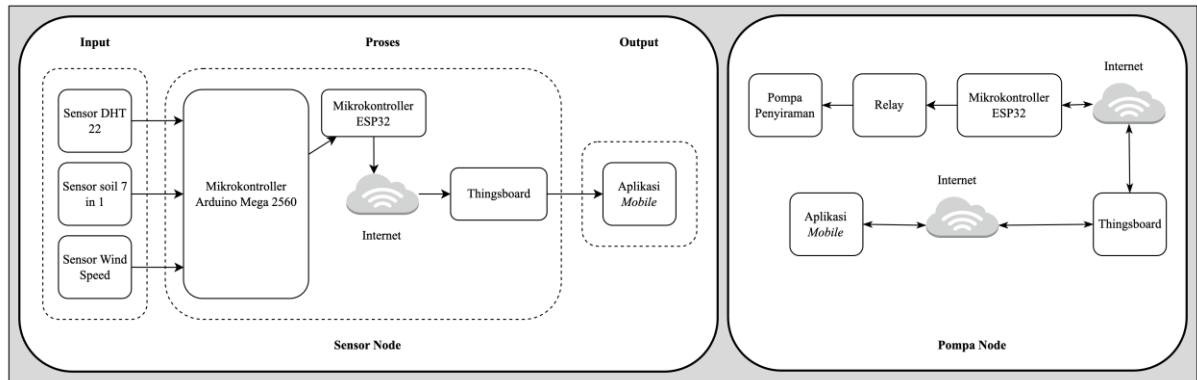 Input
Proses
Output
Sensor DHT
22
Sensor soil 7
in 1
Sensor Wind
Speed
Mikrokontroller
Arduino Mega 2560
Mikrokontroller
ESP32
Internet
Thingsboard
Aplikasi
Mobile
Sensor Node
Internet
Pompa
Penyiraman
Relay
Mikrokontroller
ESP32
Internet
Aplikasi
Mobile
Thingsboard
Pompa Node